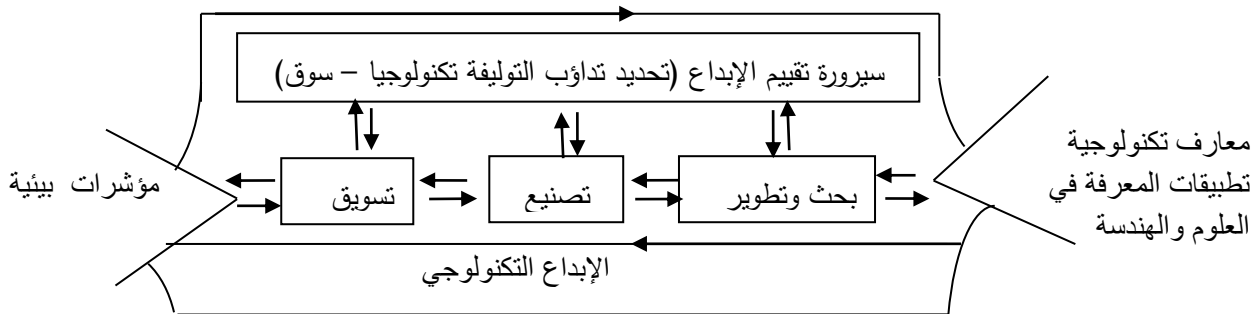 سيرورة تقييم الإبداع (تحديد تداؤب التوليفة تكنولوجيا – سوق)
معارف تكنولوجية
تطبيقات المعرفة في
العلوم والهندسة
بحث وتطوير
تصنيع
تسويق
مؤشرات بيئية
الإبداع التكنولوجي